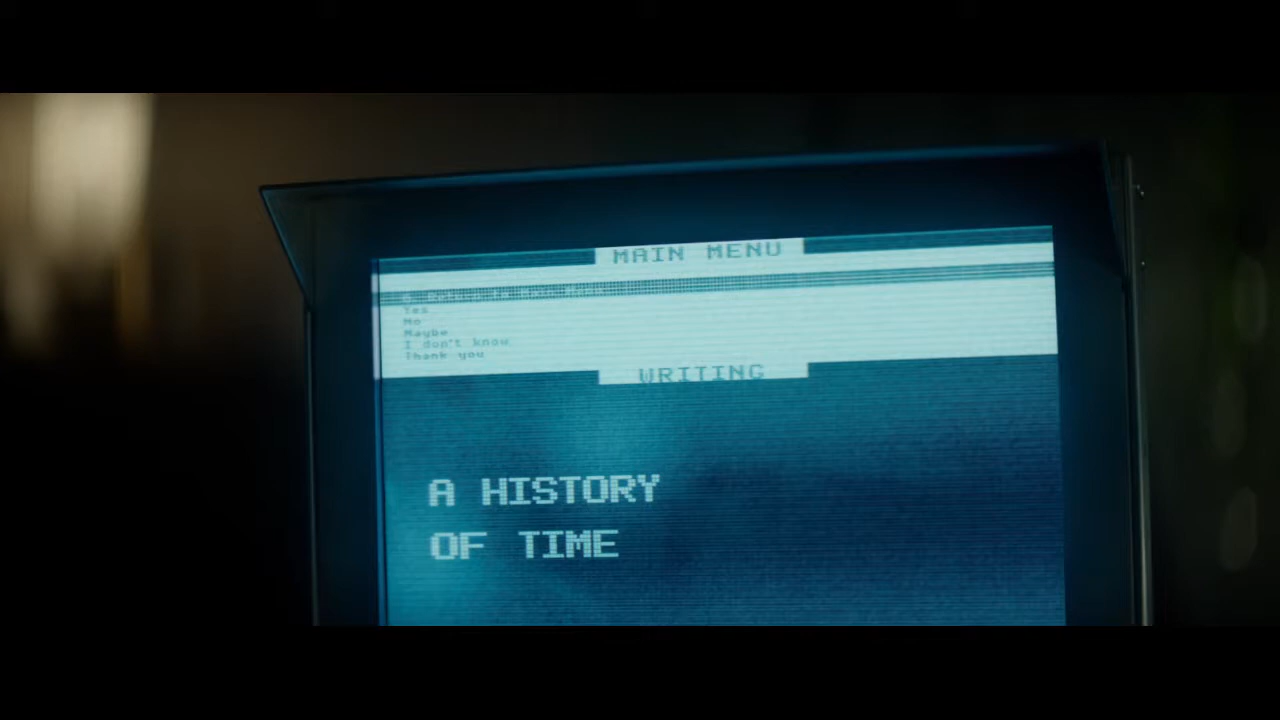 MAIN MENU
Yes
No
Maybe
I don't know
Thank you
WRITING
A HISTORY
OF TIME